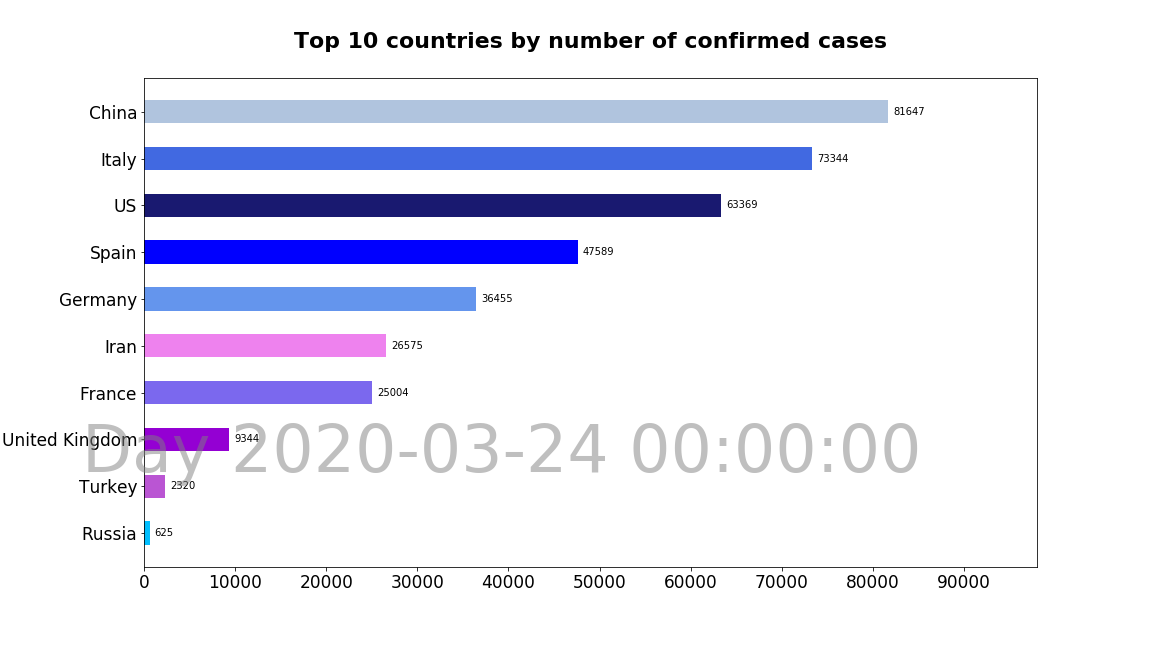 Top 10 countries by number of confirmed cases
China 81647
Italy 73344
US 63369
Spain 47589
Germany 36455
Iran 26575
France 25004
United Kingdom 9344
Day 2020-03-24 00:00:00
Turkey 2320
Russia 625
0 10000 20000 30000 40000 50000 60000 70000 80000 90000